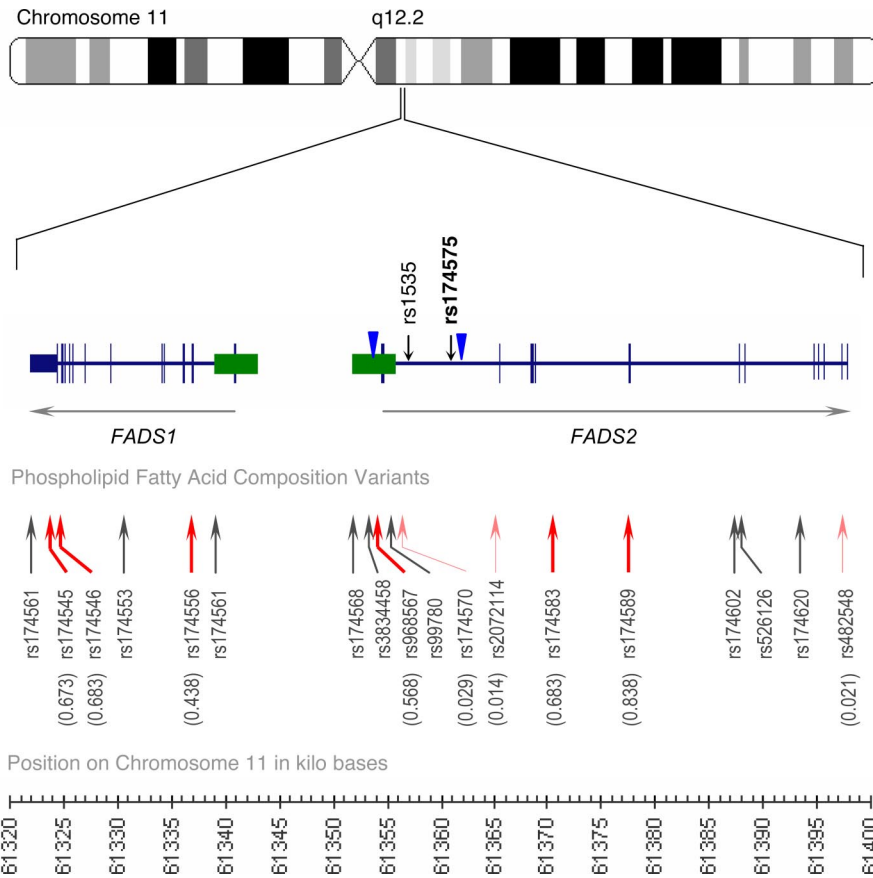 Chromosome 11 q12.2
rs1535
rs174575
FADS1 FADS2
Phospholipid Fatty Acid Composition Variants
rs174561
rs174545 (0.673)
rs174546 (0.683)
rs174553
rs174556 (0.438)
rs174561
rs174568
rs3834458
rs968567 (0.568)
rs99780
rs174570 (0.029)
rs2072114 (0.014)
rs174583 (0.683)
rs174589 (0.838)
rs174602
rs526126
rs174620
rs482548 (0.021)
Position on Chromosome 11 in kilo bases
61320
61325
61330
61335
61340
61345
61350
61355
61360
61365
61370
61375
61380
61385
61390
61395
61400